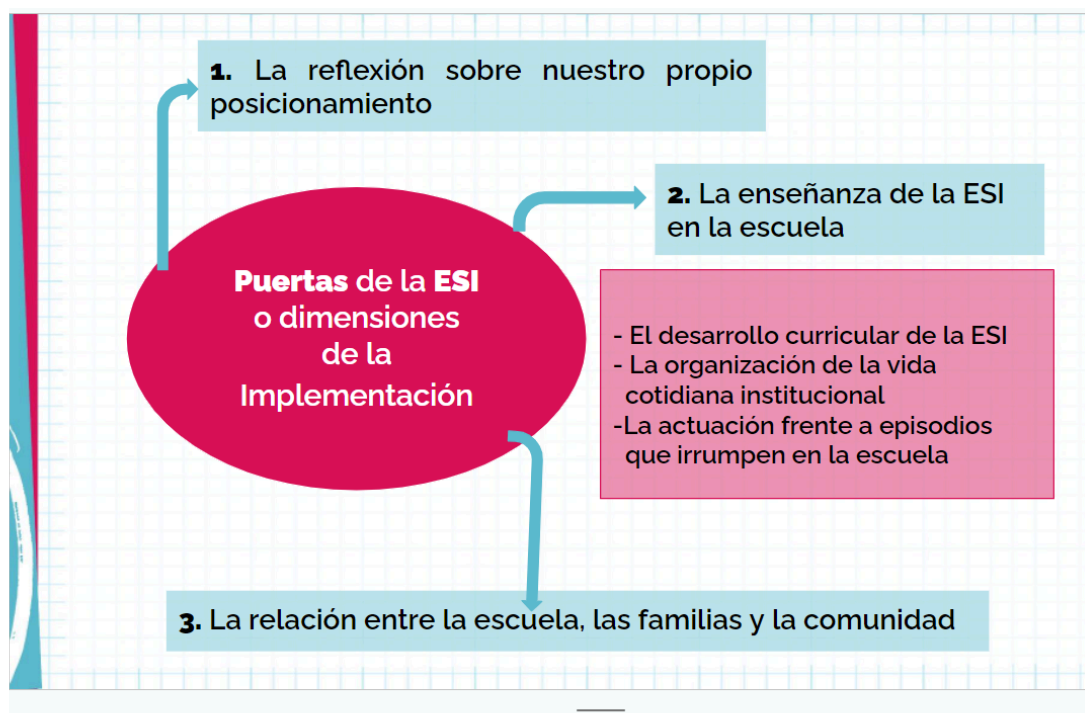 1. La reflexión sobre nuestro propio
posicionamiento
2. La enseñanza de la ESI
en la escuela
Puertas de la ESI
o dimensiones
de la
Implementación
- El desarrollo curricular de la ESI
- La organización de la vida
cotidiana institucional
-La actuación frente a episodios
que irrumpen en la escuela
3. La relación entre la escuela, las familias y la comunidad